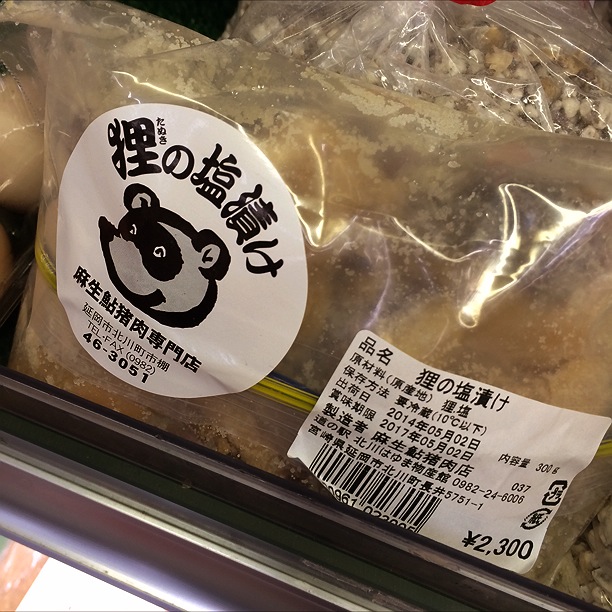 たぬき
狸の塩漬け
麻生鮎猪肉専門店
延岡市北川町市棚
TEL・FAX(0982)
46-3051
品名 狸の塩漬け
原材料(原産地) 狸、塩
保存方法 要冷蔵(10℃以下)
出荷日 2014年05月02日
賞味期限 2017年05月02日
内容量 300g
製造者 麻生鮎猪肉店
037
道の駅 北川はゆま物産館 0982-24-6006
宮崎県延岡市北川町長井5751-1
¥2,300